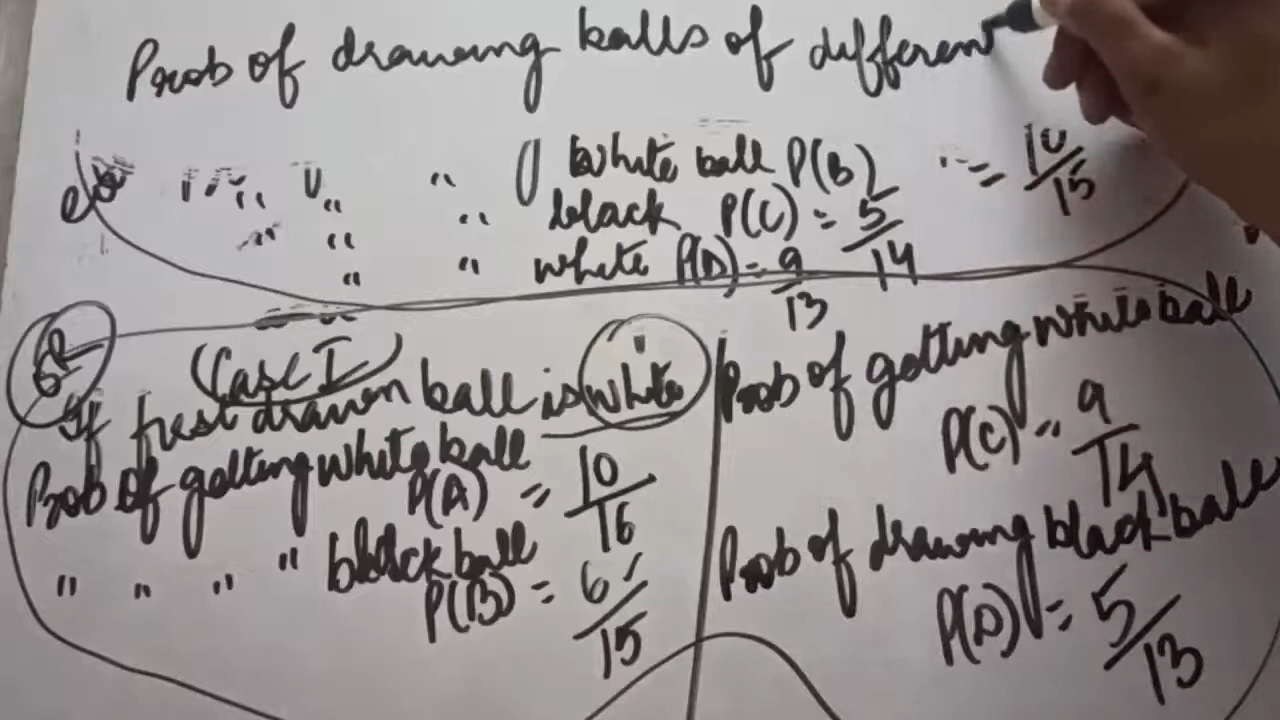 Prob of drawing balls of different
" " " " White ball P(B) = 10/15
" " " black P(C) = 5/14
" " white P(D) = 9/13
OR
(Case I)
If first drawn ball is white
Prob of getting white ball
P(A) = 10/16
" " " " black ball
P(B) = 6/15
Prob of getting white ball
P(C) = 9/14
Prob of drawing black ball
P(D) = 5/13